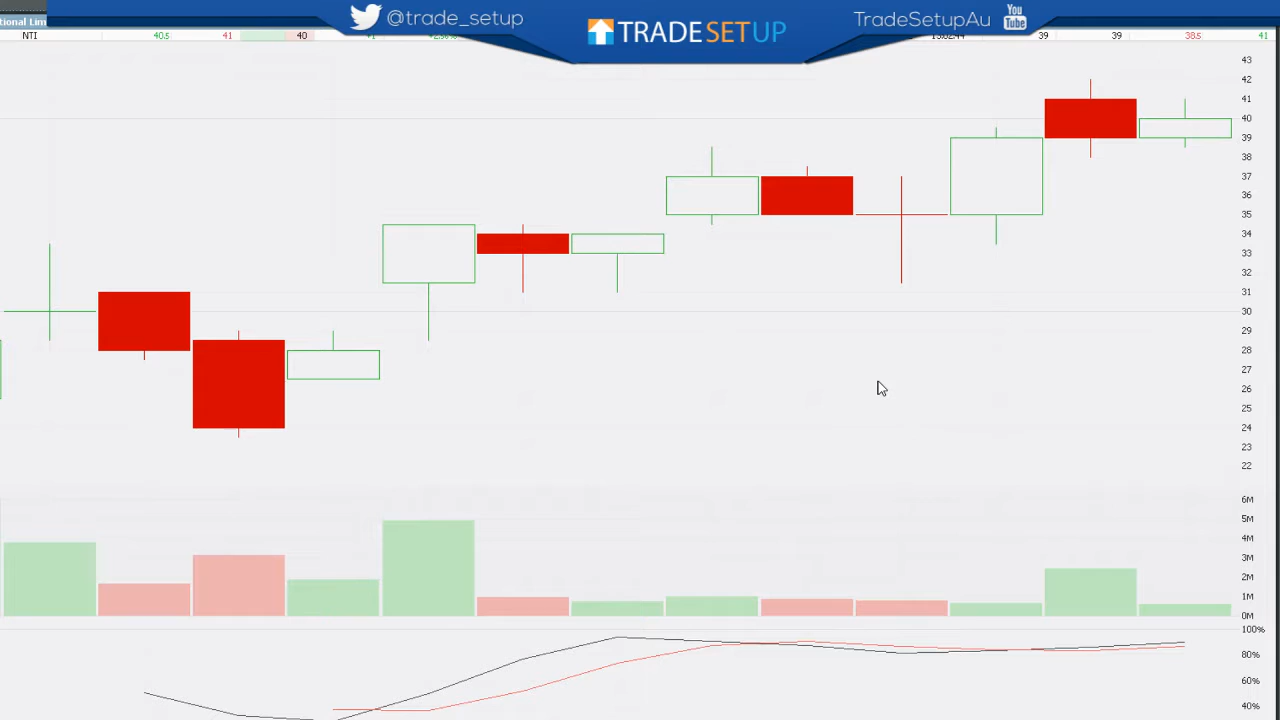 @trade_setup
TRADESETUP
TradeSetupAu
You
Tube
tional Lim
NTI 40.5 41 40 39 39 38.5 41
43
42
41
40
39
38
37
36
35
34
33
32
31
30
29
28
27
26
25
24
23
22
6M
5M
4M
3M
2M
1M
0M
100%
80%
60%
40%